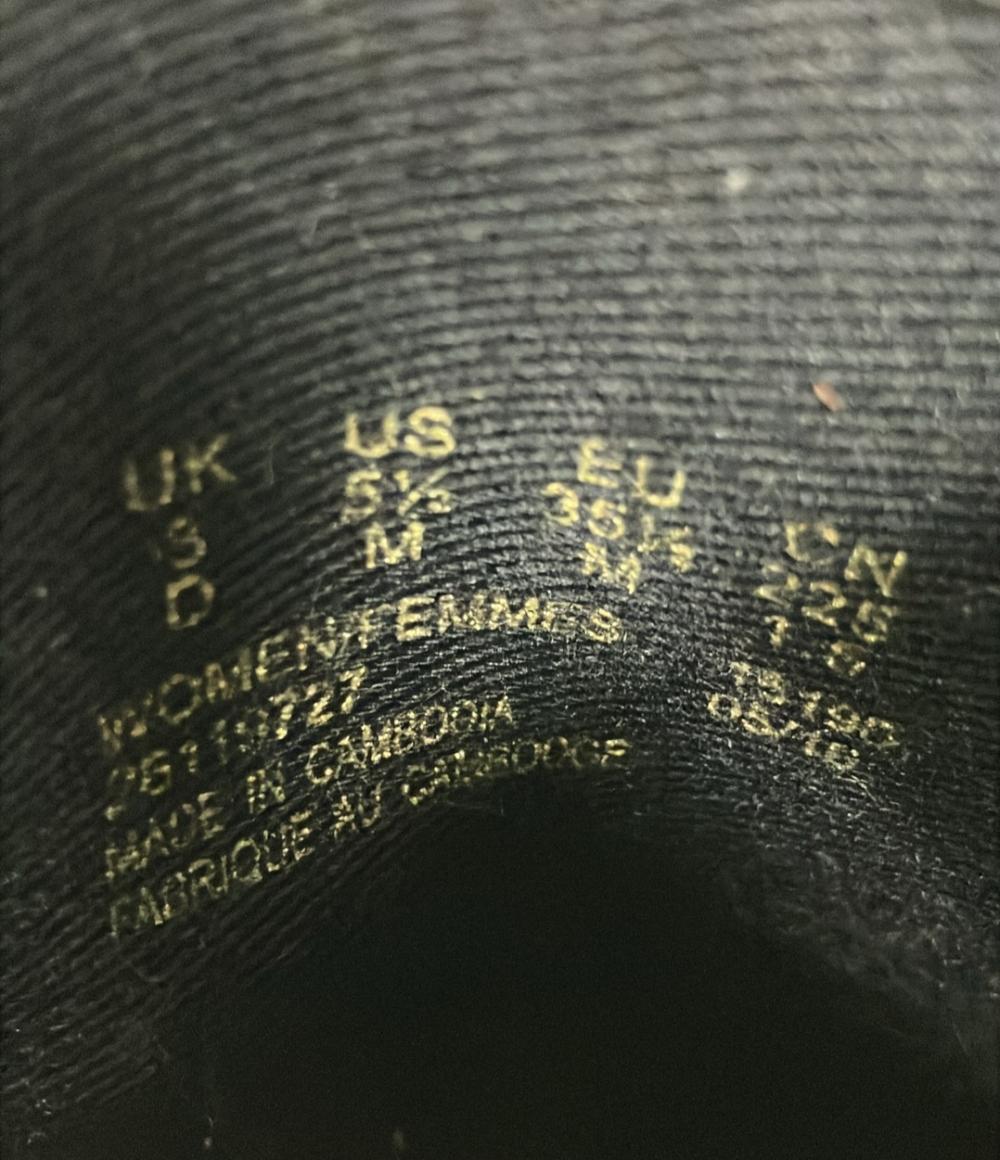 UK US EU CN
3 5½ 35½ 225
D M M 1.5
WOMEN/FEMMES
26119727
MADE IN CAMBODIA
FABRIQUE AU CAMBODGE